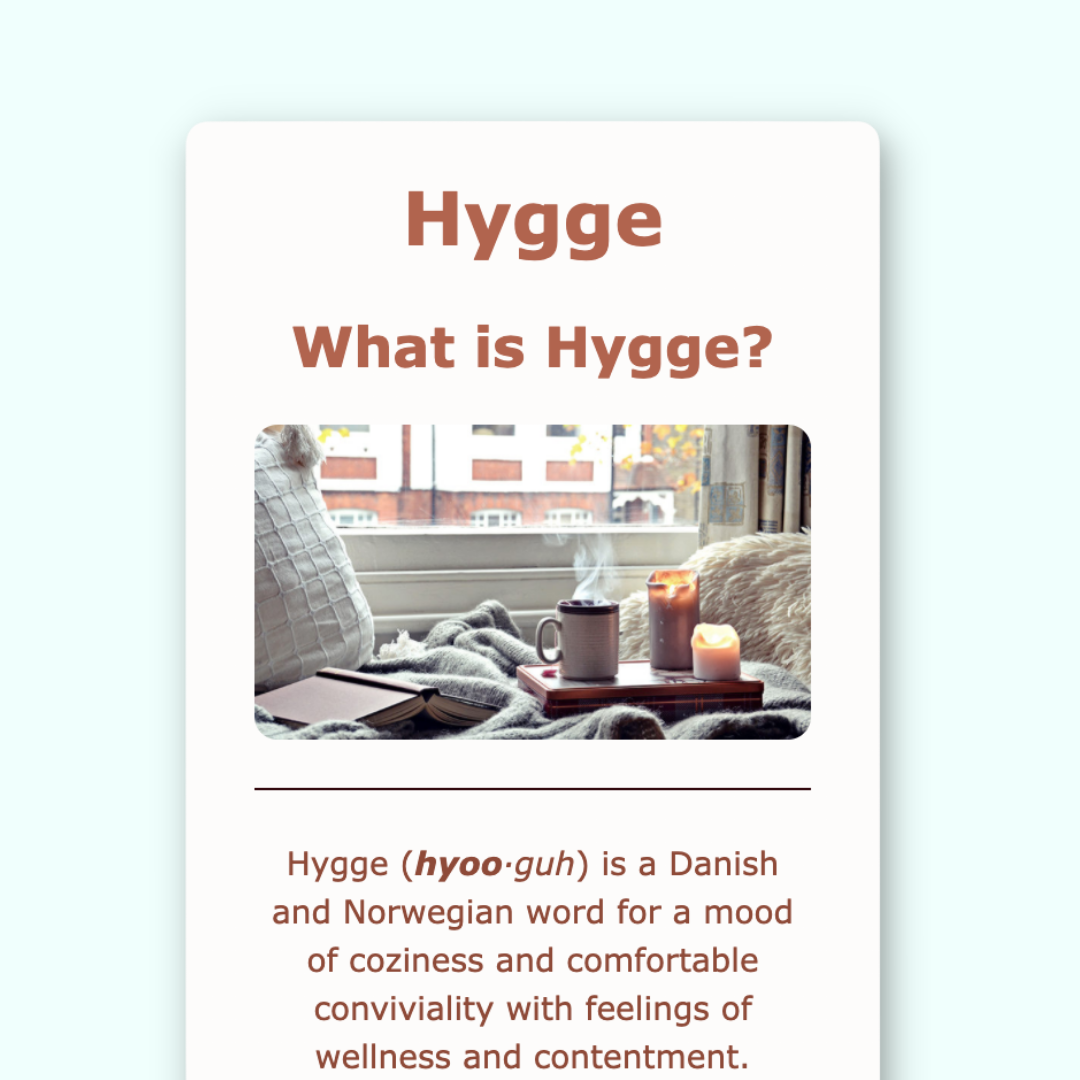 Hygge
What is Hygge?
Hygge (hyoo·guh) is a Danish
and Norwegian word for a mood
of coziness and comfortable
conviviality with feelings of
wellness and contentment.